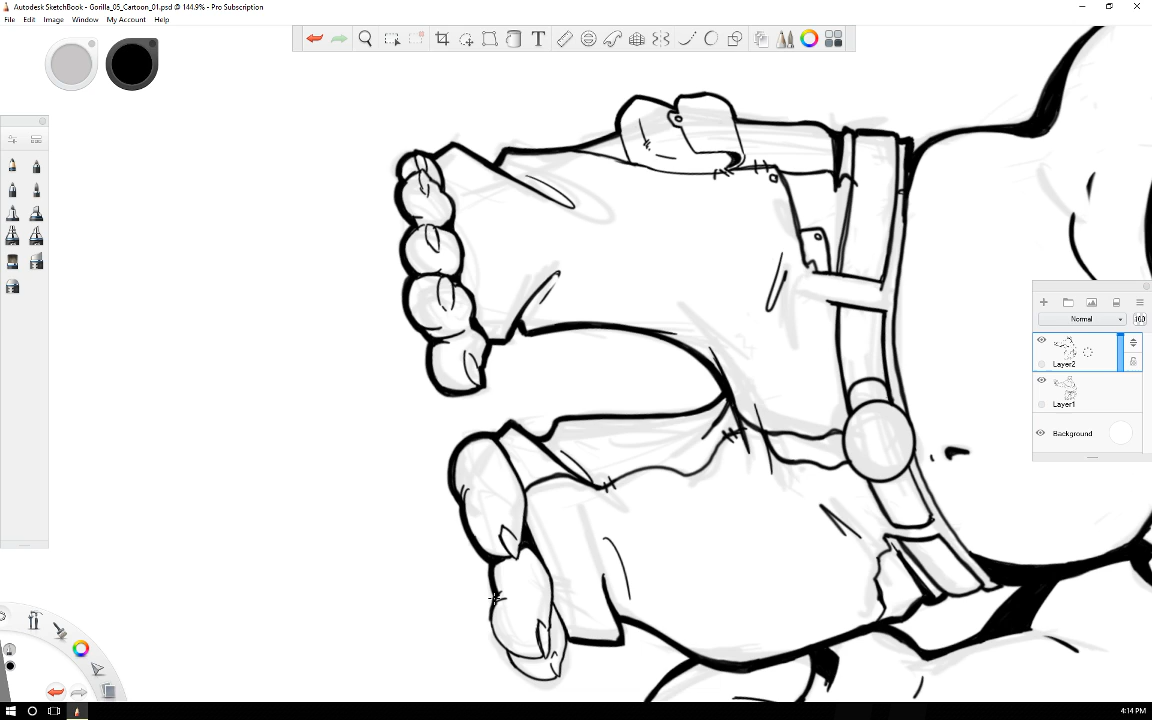 Autodesk SketchBook - Gorilla_05_Cartoon_01.psd @ 144.9% - Pro Subscription
File Edit Image Window My Account Help
T
Normal
100
Layer2
Layer1
Background
4:14 PM